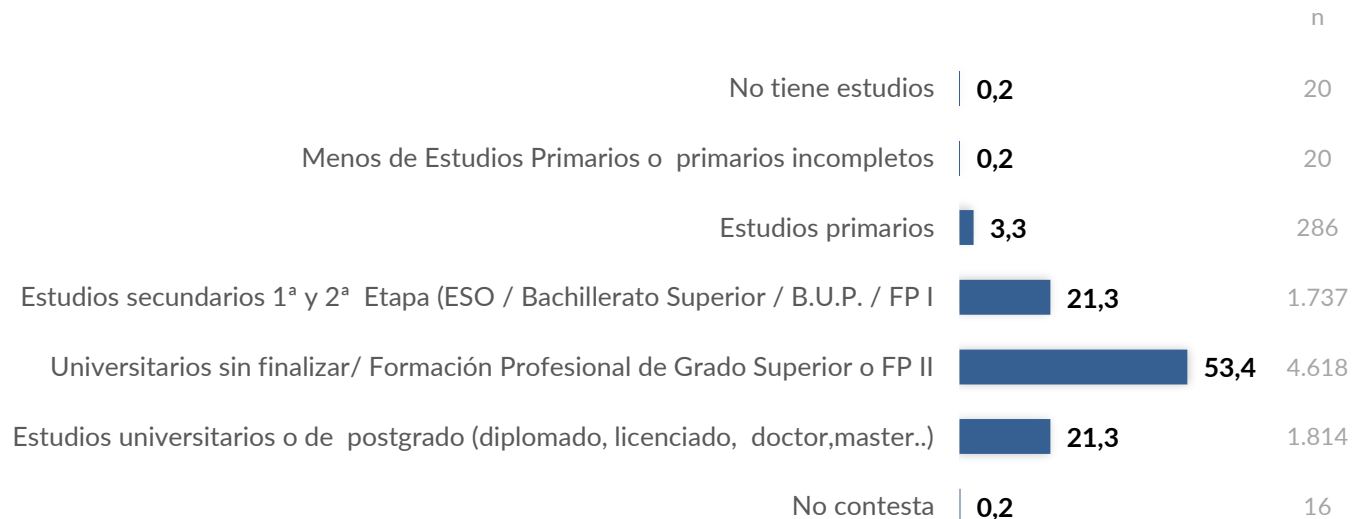 n
No tiene estudios 0,2 20
Menos de Estudios Primarios o primarios incompletos 0,2 20
Estudios primarios 3,3 286
Estudios secundarios 1ª y 2ª Etapa (ESO / Bachillerato Superior / B.U.P. / FP I 21,3 1.737
Universitarios sin finalizar/ Formación Profesional de Grado Superior o FP II 53,4 4.618
Estudios universitarios o de postgrado (diplomado, licenciado, doctor,master..) 21,3 1.814
No contesta 0,2 16